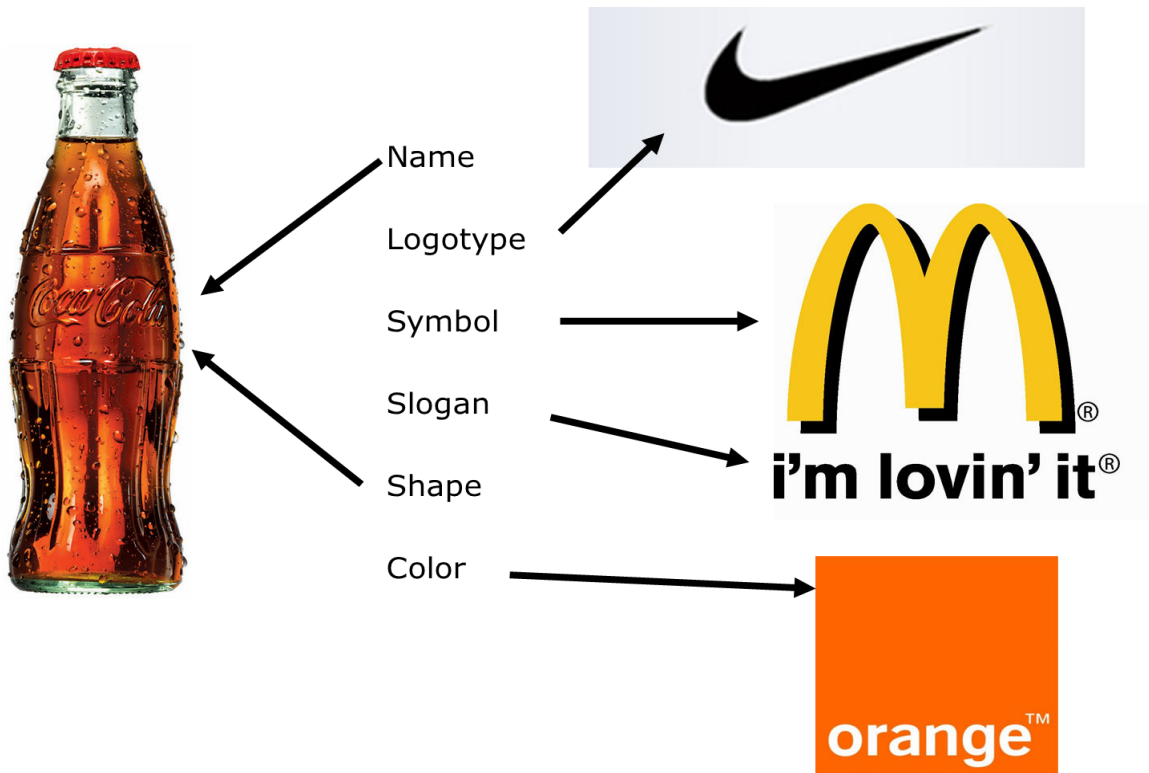 Name
Logotype
Symbol
Slogan
Shape
Color
Coca-Cola
®
i'm lovin' it®
orange™